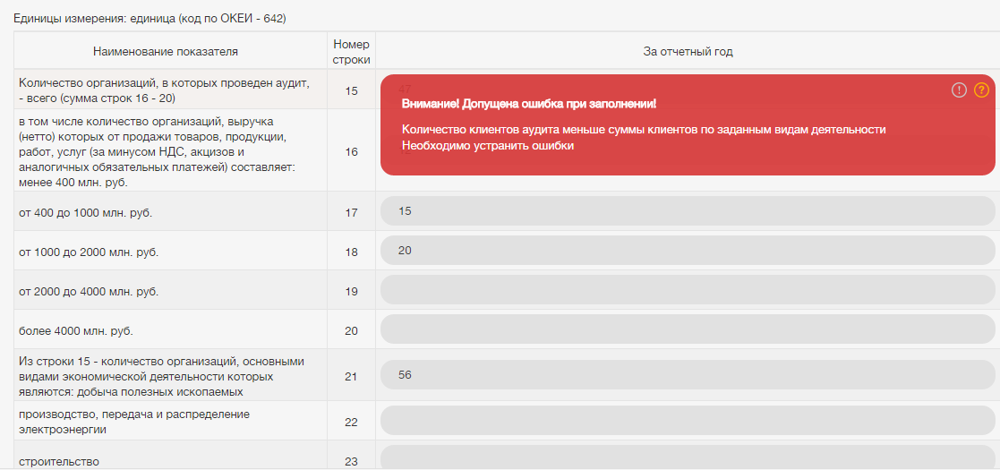 Единицы измерения: единица (код по ОКЕИ - 642)
Наименование показателя
Номер
строки
За отчетный год
Количество организаций, в которых проведен аудит,
- всего (сумма строк 16 - 20)
15
47
Внимание! Допущена ошибка при заполнении!
Количество клиентов аудита меньше суммы клиентов по заданным видам деятельности
Необходимо устранить ошибки
в том числе количество организаций, выручка
(нетто) которых от продажи товаров, продукции,
работ, услуг (за минусом НДС, акцизов и
аналогичных обязательных платежей) составляет:
менее 400 млн. руб.
16
12
от 400 до 1000 млн. руб.
17
15
от 1000 до 2000 млн. руб.
18
20
от 2000 до 4000 млн. руб.
19
более 4000 млн. руб.
20
Из строки 15 - количество организаций, основными
видами экономической деятельности которых
являются: добыча полезных ископаемых
21
56
производство, передача и распределение
электроэнергии
22
строительство
23